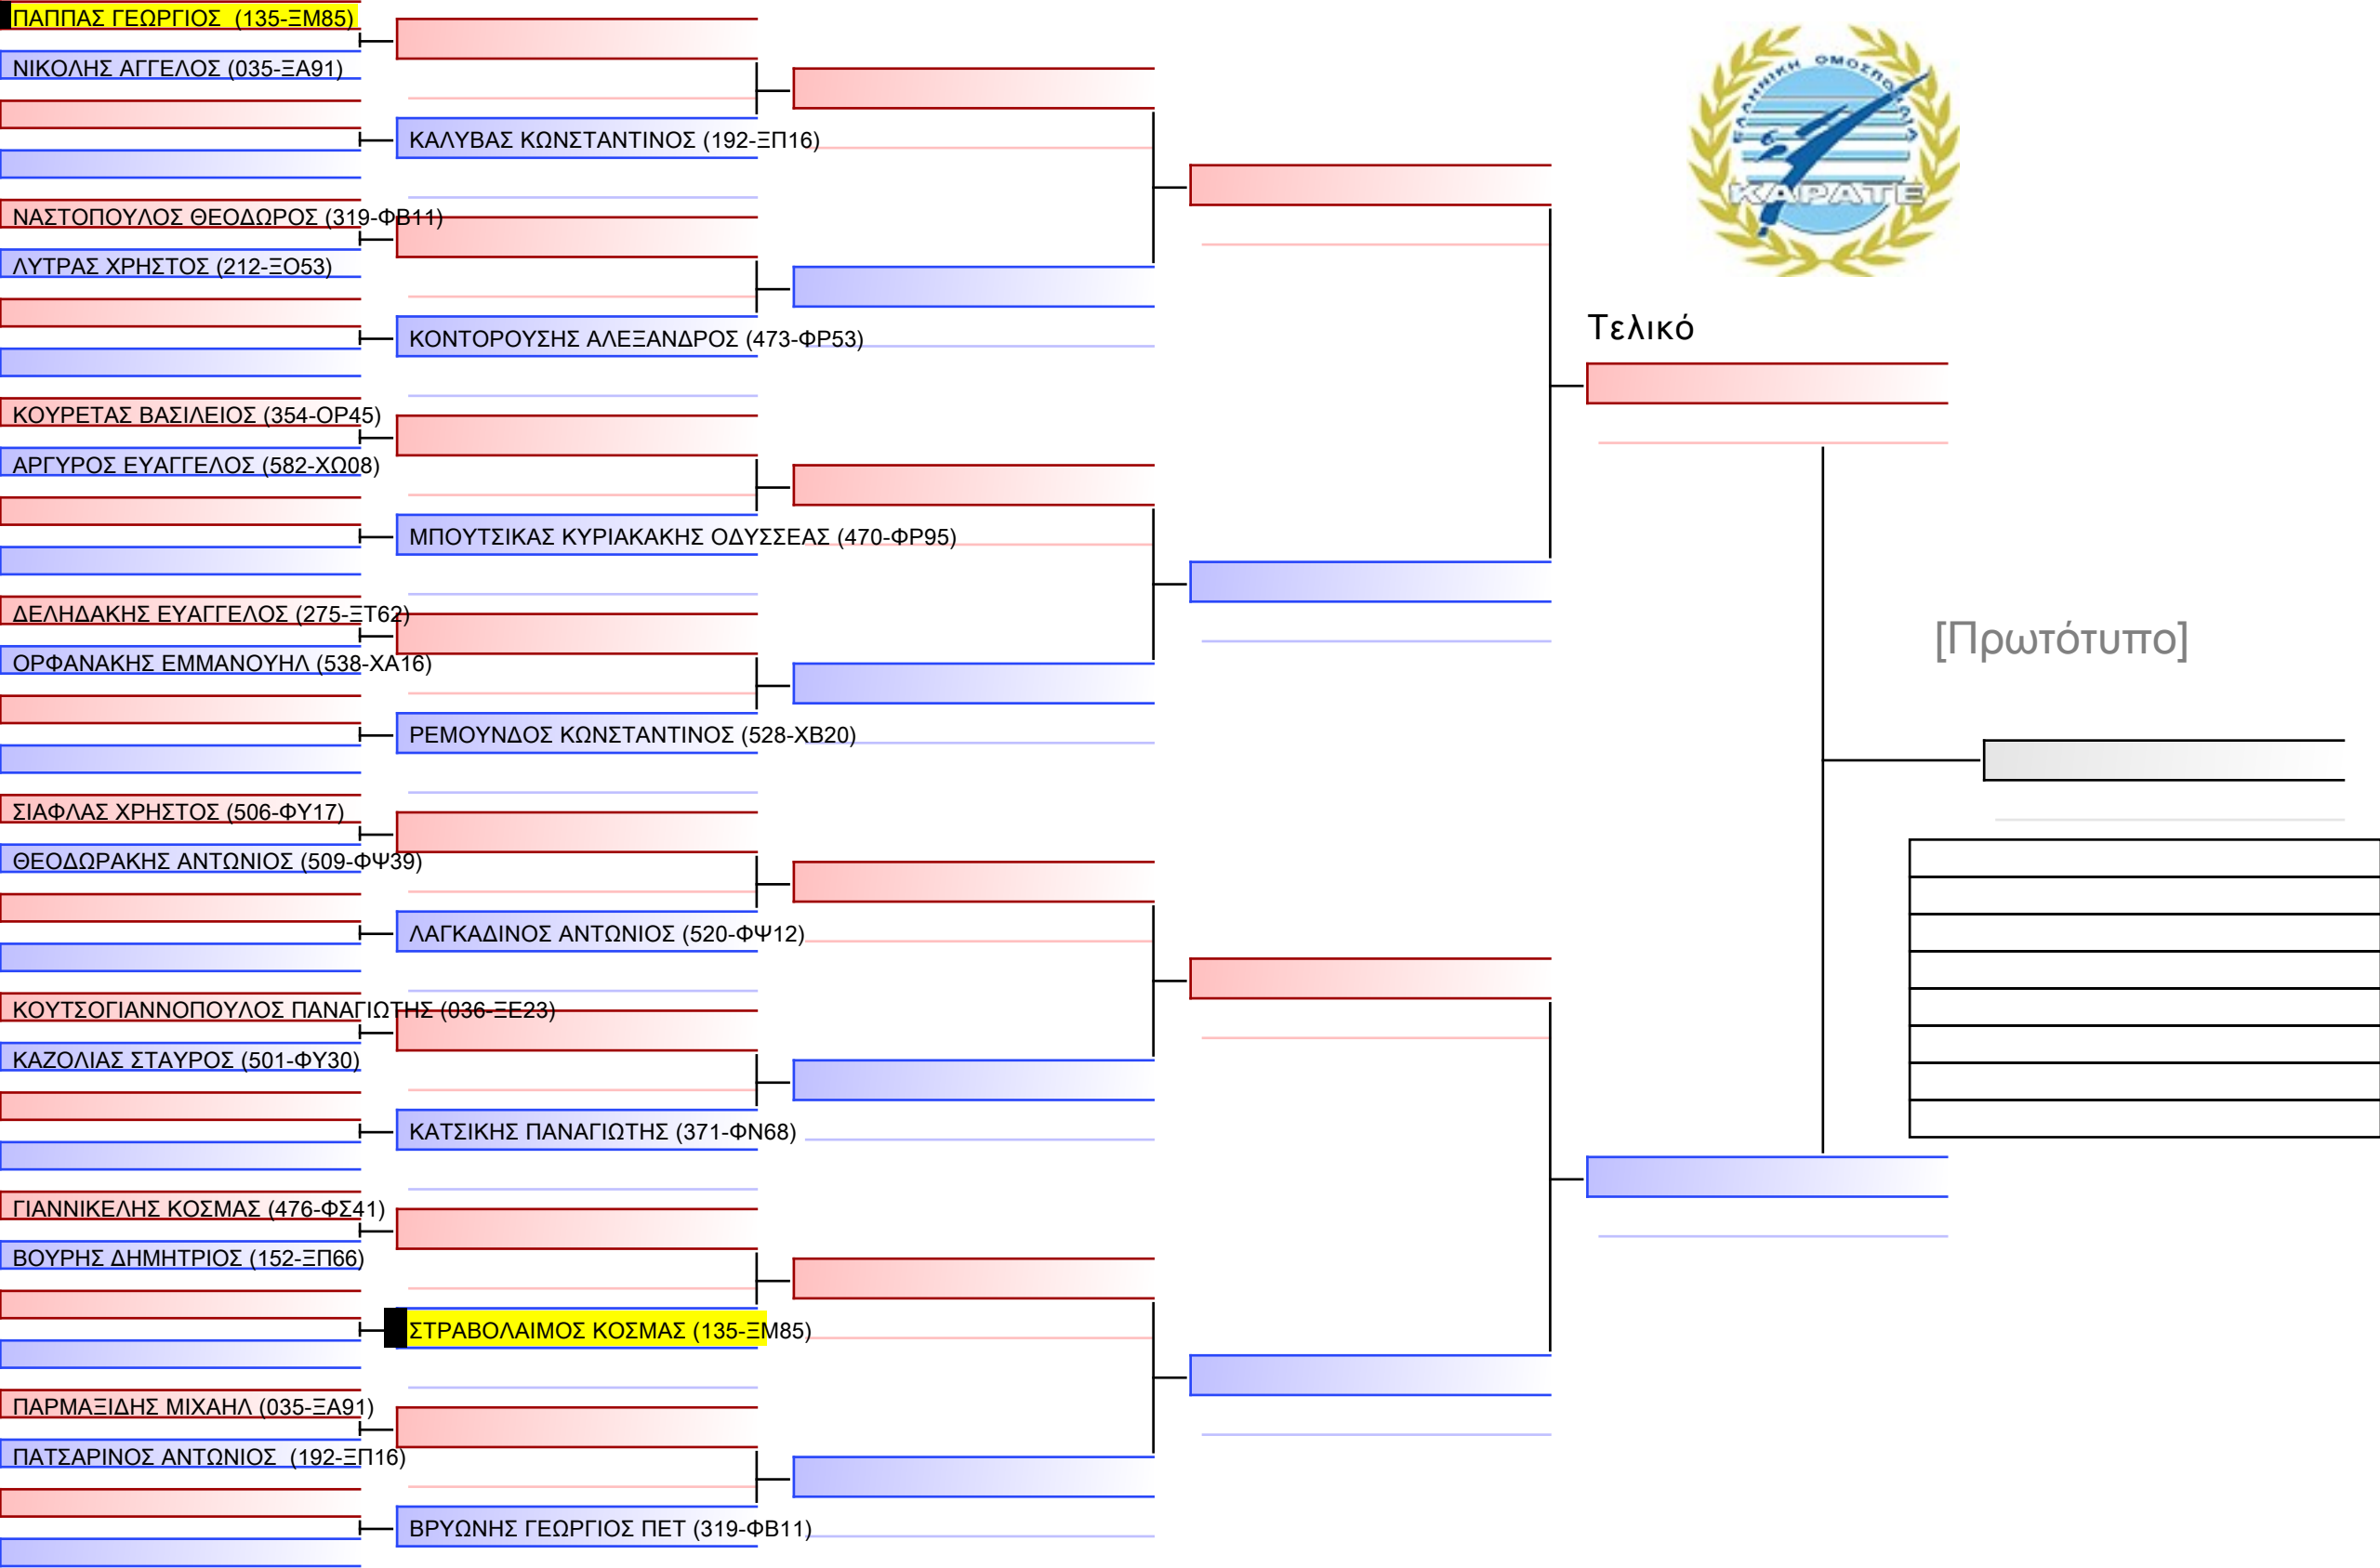 ΠΑΠΠΑΣ ΓΕΩΡΓΙΟΣ (135-ΞΜ85)
ΝΙΚΟΛΗΣ ΑΓΓΕΛΟΣ (035-ΞΑ91)
ΚΑΛΥΒΑΣ ΚΩΝΣΤΑΝΤΙΝΟΣ (192-ΞΠ16)
ΝΑΣΤΟΠΟΥΛΟΣ ΘΕΟΔΩΡΟΣ (319-ΦΒ11)
ΛΥΤΡΑΣ ΧΡΗΣΤΟΣ (212-ΞΟ53)
ΚΟΝΤΟΡΟΥΣΗΣ ΑΛΕΞΑΝΔΡΟΣ (473-ΦΡ53)
ΚΟΥΡΕΤΑΣ ΒΑΣΙΛΕΙΟΣ (354-ΟΡ45)
ΑΡΓΥΡΟΣ ΕΥΑΓΓΕΛΟΣ (582-ΧΩ08)
ΜΠΟΥΤΣΙΚΑΣ ΚΥΡΙΑΚΑΚΗΣ ΟΔΥΣΣΕΑΣ (470-ΦΡ95)
ΔΕΛΗΔΑΚΗΣ ΕΥΑΓΓΕΛΟΣ (275-ΞΤ62)
ΟΡΦΑΝΑΚΗΣ ΕΜΜΑΝΟΥΗΛ (538-ΧΑ16)
ΡΕΜΟΥΝΔΟΣ ΚΩΝΣΤΑΝΤΙΝΟΣ (528-ΧΒ20)
ΣΙΑΦΛΑΣ ΧΡΗΣΤΟΣ (506-ΦΥ17)
ΘΕΟΔΩΡΑΚΗΣ ΑΝΤΩΝΙΟΣ (509-ΦΨ39)
ΛΑΓΚΑΔΙΝΟΣ ΑΝΤΩΝΙΟΣ (520-ΦΨ12)
ΚΟΥΤΣΟΓΙΑΝΝΟΠΟΥΛΟΣ ΠΑΝΑΓΙΩΤΗΣ (036-ΞΕ23)
ΚΑΖΟΛΙΑΣ ΣΤΑΥΡΟΣ (501-ΦΥ30)
ΚΑΤΣΙΚΗΣ ΠΑΝΑΓΙΩΤΗΣ (371-ΦΝ68)
ΓΙΑΝΝΙΚΕΛΗΣ ΚΟΣΜΑΣ (476-ΦΣ41)
ΒΟΥΡΗΣ ΔΗΜΗΤΡΙΟΣ (152-ΞΠ66)
ΣΤΡΑΒΟΛΑΙΜΟΣ ΚΟΣΜΑΣ (135-ΞΜ85)
ΠΑΡΜΑΞΙΔΗΣ ΜΙΧΑΗΛ (035-ΞΑ91)
ΠΑΤΣΑΡΙΝΟΣ ΑΝΤΩΝΙΟΣ (192-ΞΠ16)
ΒΡΥΩΝΗΣ ΓΕΩΡΓΙΟΣ ΠΕΤ (319-ΦΒ11)
ΕΛΛΗΝΙΚΗ ΟΜΟΣΠΟΝΔΙΑ
ΚΑΡΑΤΕ
Τελικό
[Πρωτότυπο]